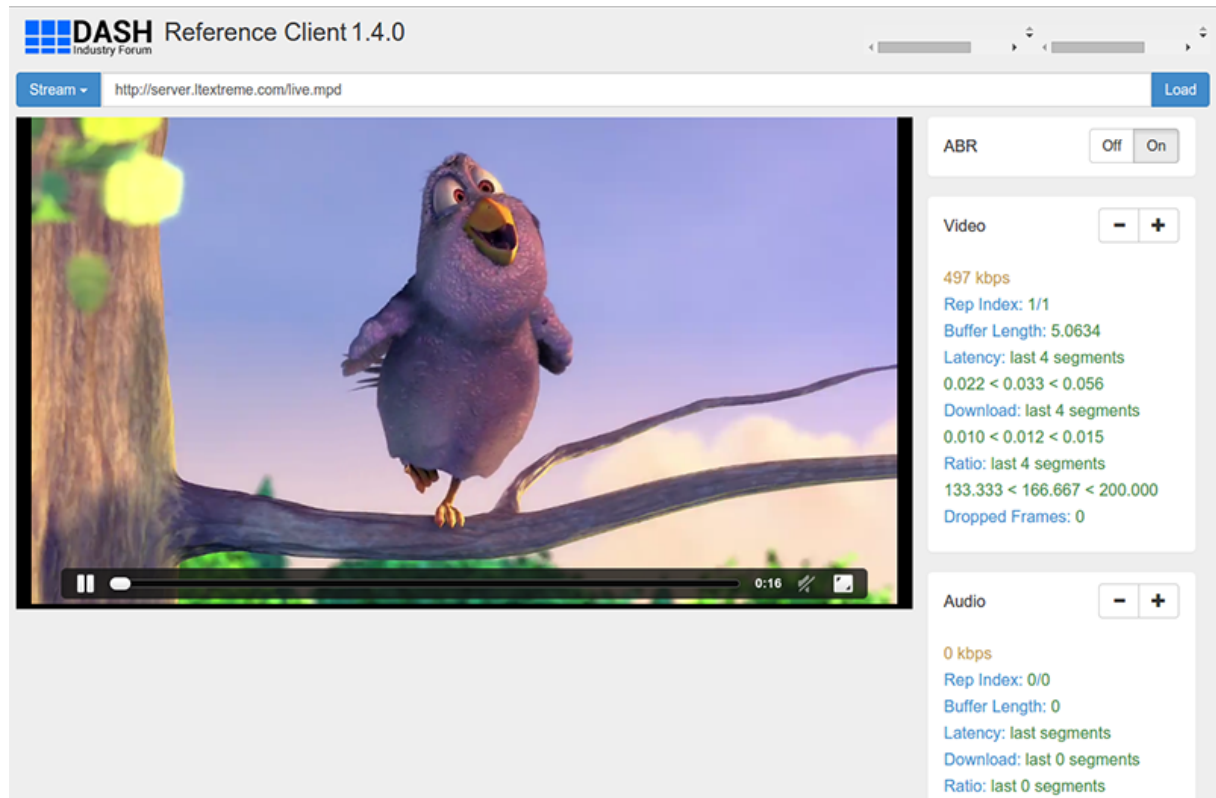 DASH
Industry Forum
Reference Client 1.4.0
Stream
http://server.ltextreme.com/live.mpd
Load
ABR
Off On
Video
- +
497 kbps
Rep Index: 1/1
Buffer Length: 5.0634
Latency: last 4 segments
0.022 < 0.033 < 0.056
Download: last 4 segments
0.010 < 0.012 < 0.015
Ratio: last 4 segments
133.333 < 166.667 < 200.000
Dropped Frames: 0
0:16
Audio
- +
0 kbps
Rep Index: 0/0
Buffer Length: 0
Latency: last segments
Download: last 0 segments
Ratio: last 0 segments